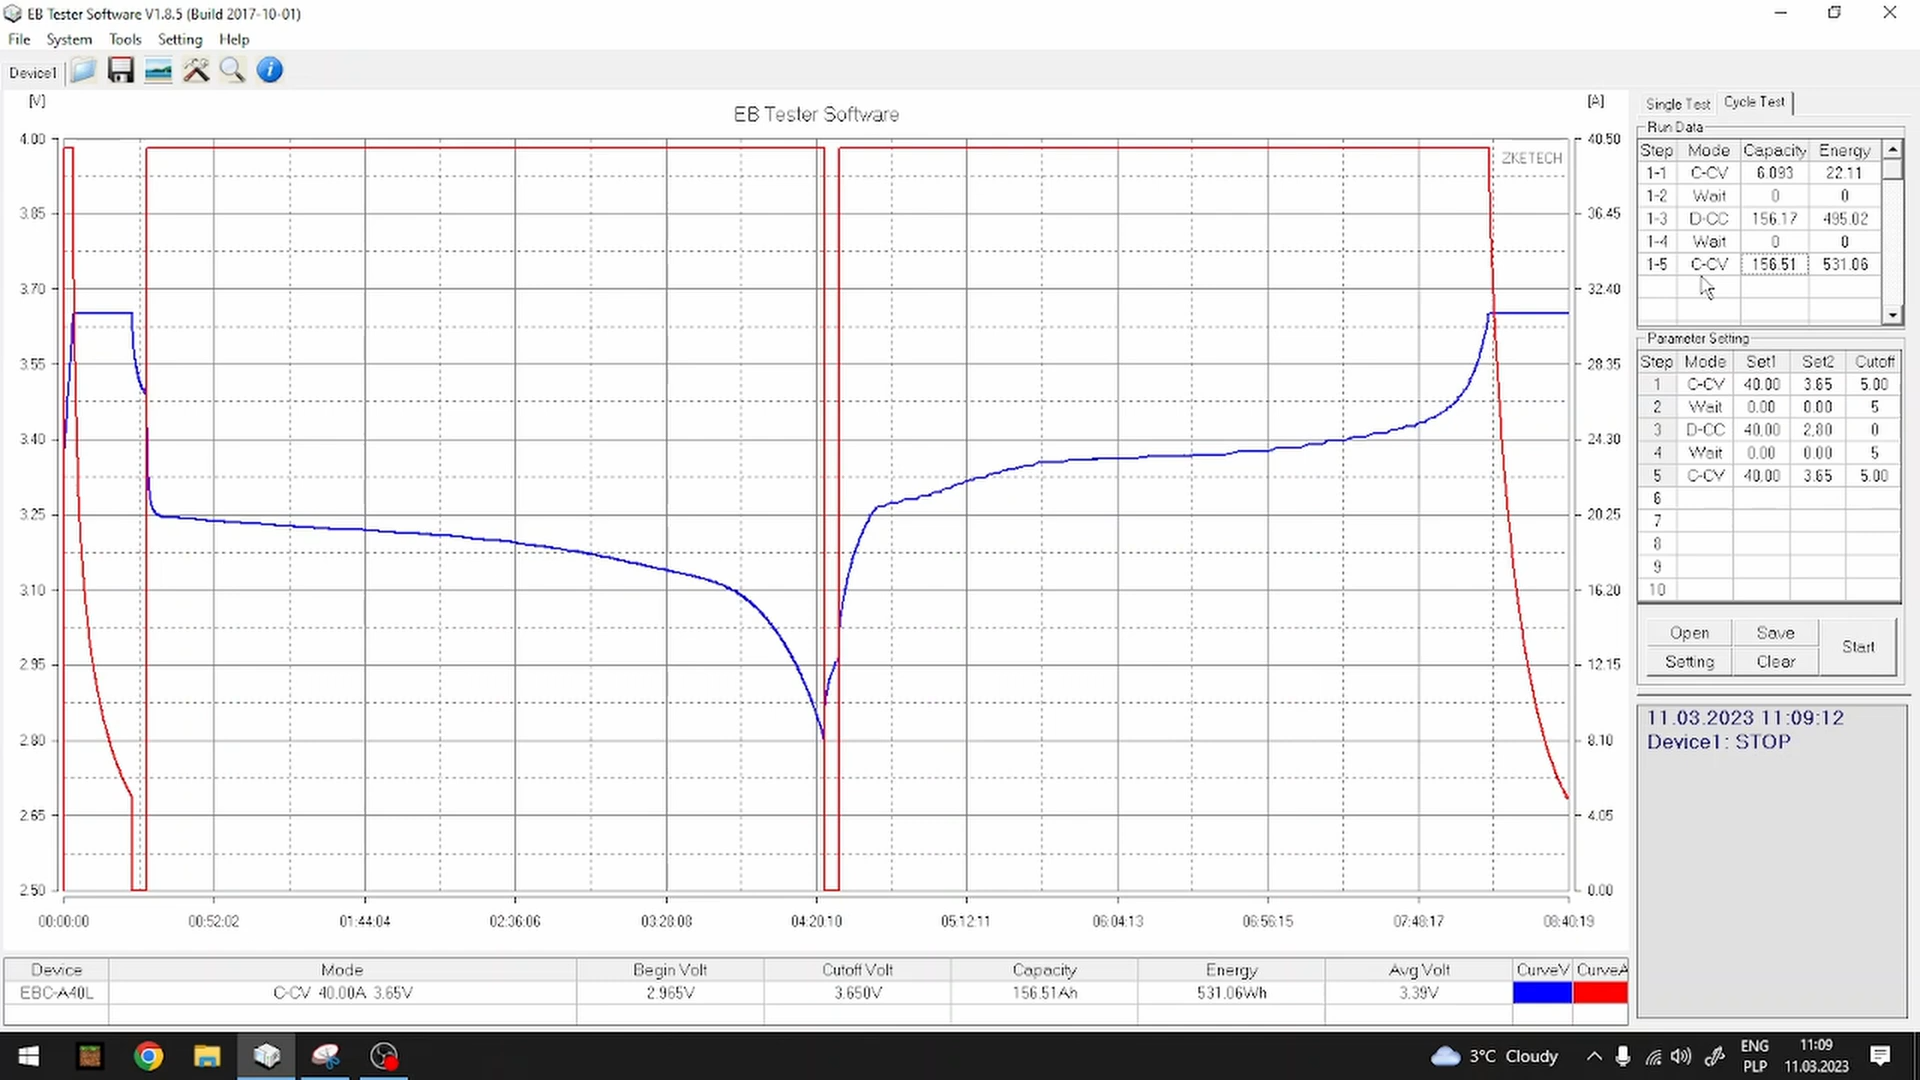 EB Tester Software V1.8.5 (Build 2017-10-01)
File System Tools Setting Help
Device1
[V]
EB Tester Software
[A]
ZKETECH
4.00
3.85
3.70
3.55
3.40
3.25
3.10
2.95
2.80
2.65
2.50
40.50
36.45
32.40
28.35
24.30
20.25
16.20
12.15
8.10
4.05
0.00
00:00:00 00:52:02 01:44:04 02:36:06 03:28:08 04:20:10 05:12:11 06:04:13 06:56:15 07:48:17 08:40:19
Single Test Cycle Test
Run Data
Step Mode Capacity Energy
1-1 C-CV 6.093 22.11
1-2 Wait 0 0
1-3 D-CC 156.17 495.02
1-4 Wait 0 0
1-5 C-CV 156.51 531.06
Parameter Setting
Step Mode Set1 Set2 Cutoff
1 C-CV 40.00 3.65 5.00
2 Wait 0.00 0.00 5
3 D-CC 40.00 2.80 0
4 Wait 0.00 0.00 5
5 C-CV 40.00 3.65 5.00
6
7
8
9
10
Open Save Start
Setting Clear
11.03.2023 11:09:12
Device1: STOP
Device Mode Begin Volt Cutoff Volt Capacity Energy Avg Volt CurveV CurveA
EBC-A40L C-CV 40.00A 3.65V 2.965V 3.650V 156.51Ah 531.06Wh 3.39V
3°C Cloudy
ENG
PLP
11:09
11.03.2023